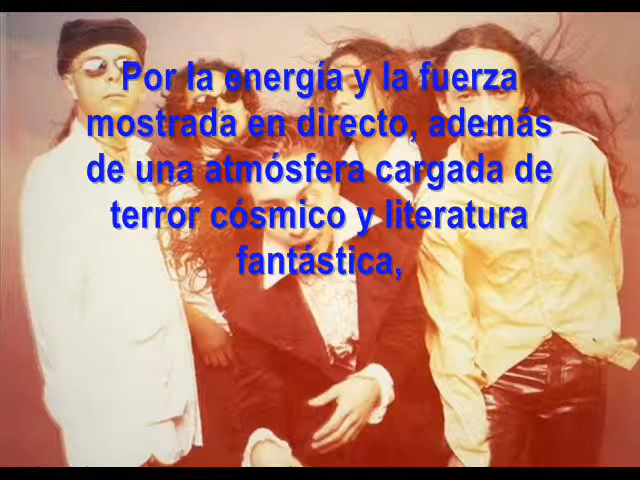 Por la energía y la fuerza
mostrada en directo, además
de una atmósfera cargada de
terror cósmico y literatura
fantástica,